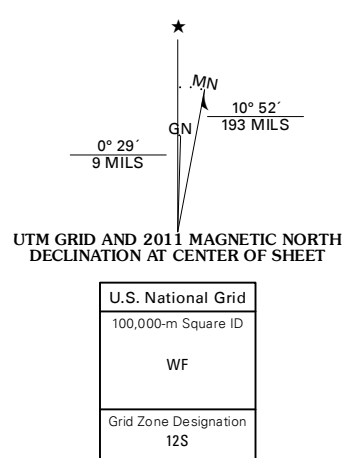 ★
MN
10° 52´
193 MILS
GN
0° 29´
9 MILS
UTM GRID AND 2011 MAGNETIC NORTH
DECLINATION AT CENTER OF SHEET
U.S. National Grid
100,000-m Square ID
WF
Grid Zone Designation
12S